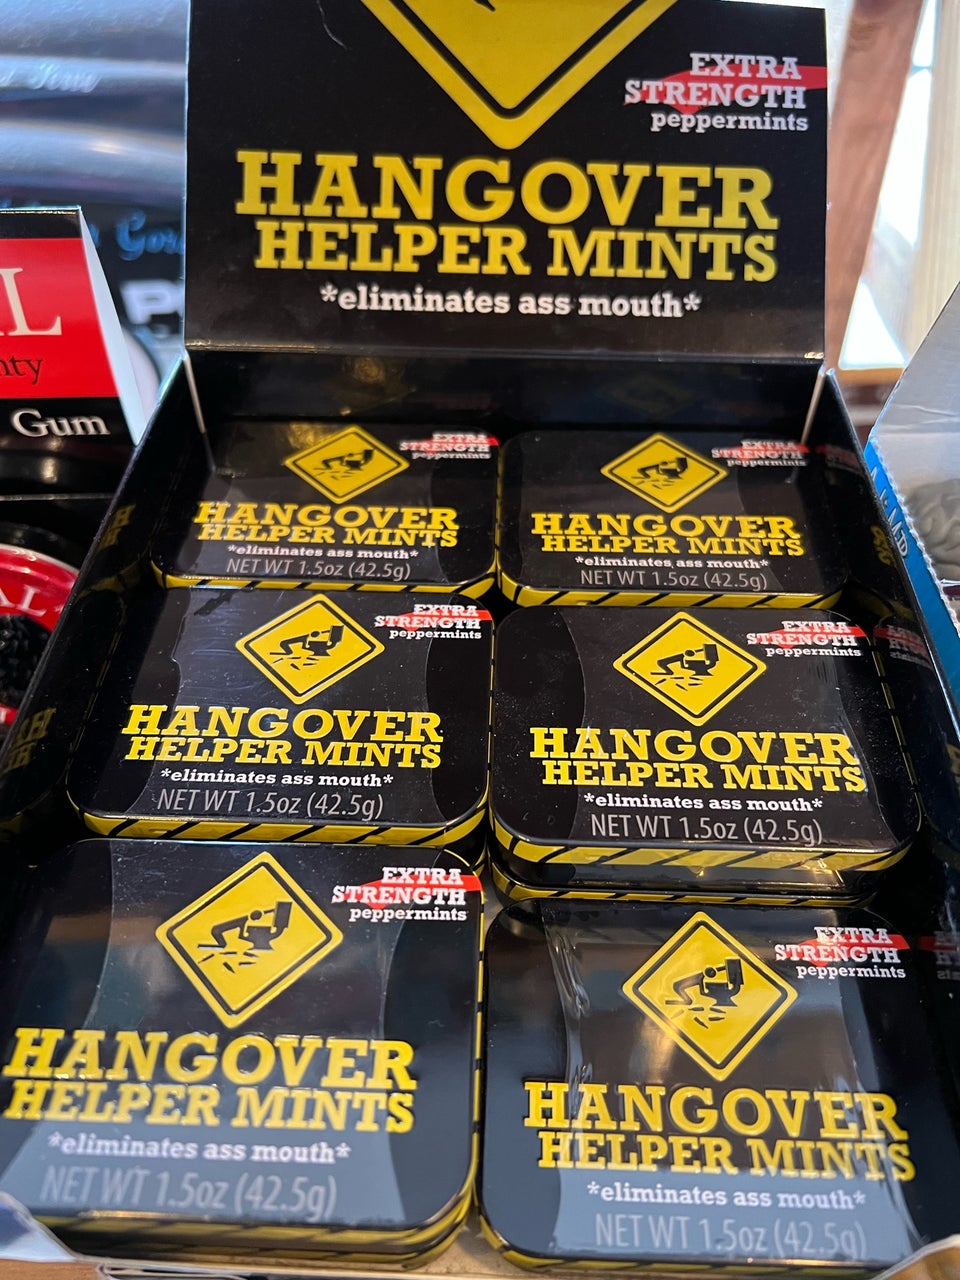 EXTRA
STRENGTH
peppermints
HANGOVER
HELPER MINTS
*eliminates ass mouth*
Gum
EXTRA
STRENGTH
peppermints
HANGOVER
HELPER MINTS
*eliminates ass mouth*
NET WT 1.5oz (42.5g)
EXTRA
STRENGTH
peppermints
HANGOVER
HELPER MINTS
*eliminates ass mouth*
NET WT 1.5oz (42.5g)
EXTRA
STRENGTH
peppermints
HANGOVER
HELPER MINTS
*eliminates ass mouth*
NET WT 1.5oz (42.5g)
EXTRA
STRENGTH
peppermints
HANGOVER
HELPER MINTS
*eliminates ass mouth*
NET WT 1.5oz (42.5g)
EXTRA
STRENGTH
peppermints
HANGOVER
HELPER MINTS
*eliminates ass mouth*
NET WT 1.5oz (42.5g)
EXTRA
STRENGTH
peppermints
HANGOVER
HELPER MINTS
*eliminates ass mouth*
NET WT 1.5oz (42.5g)